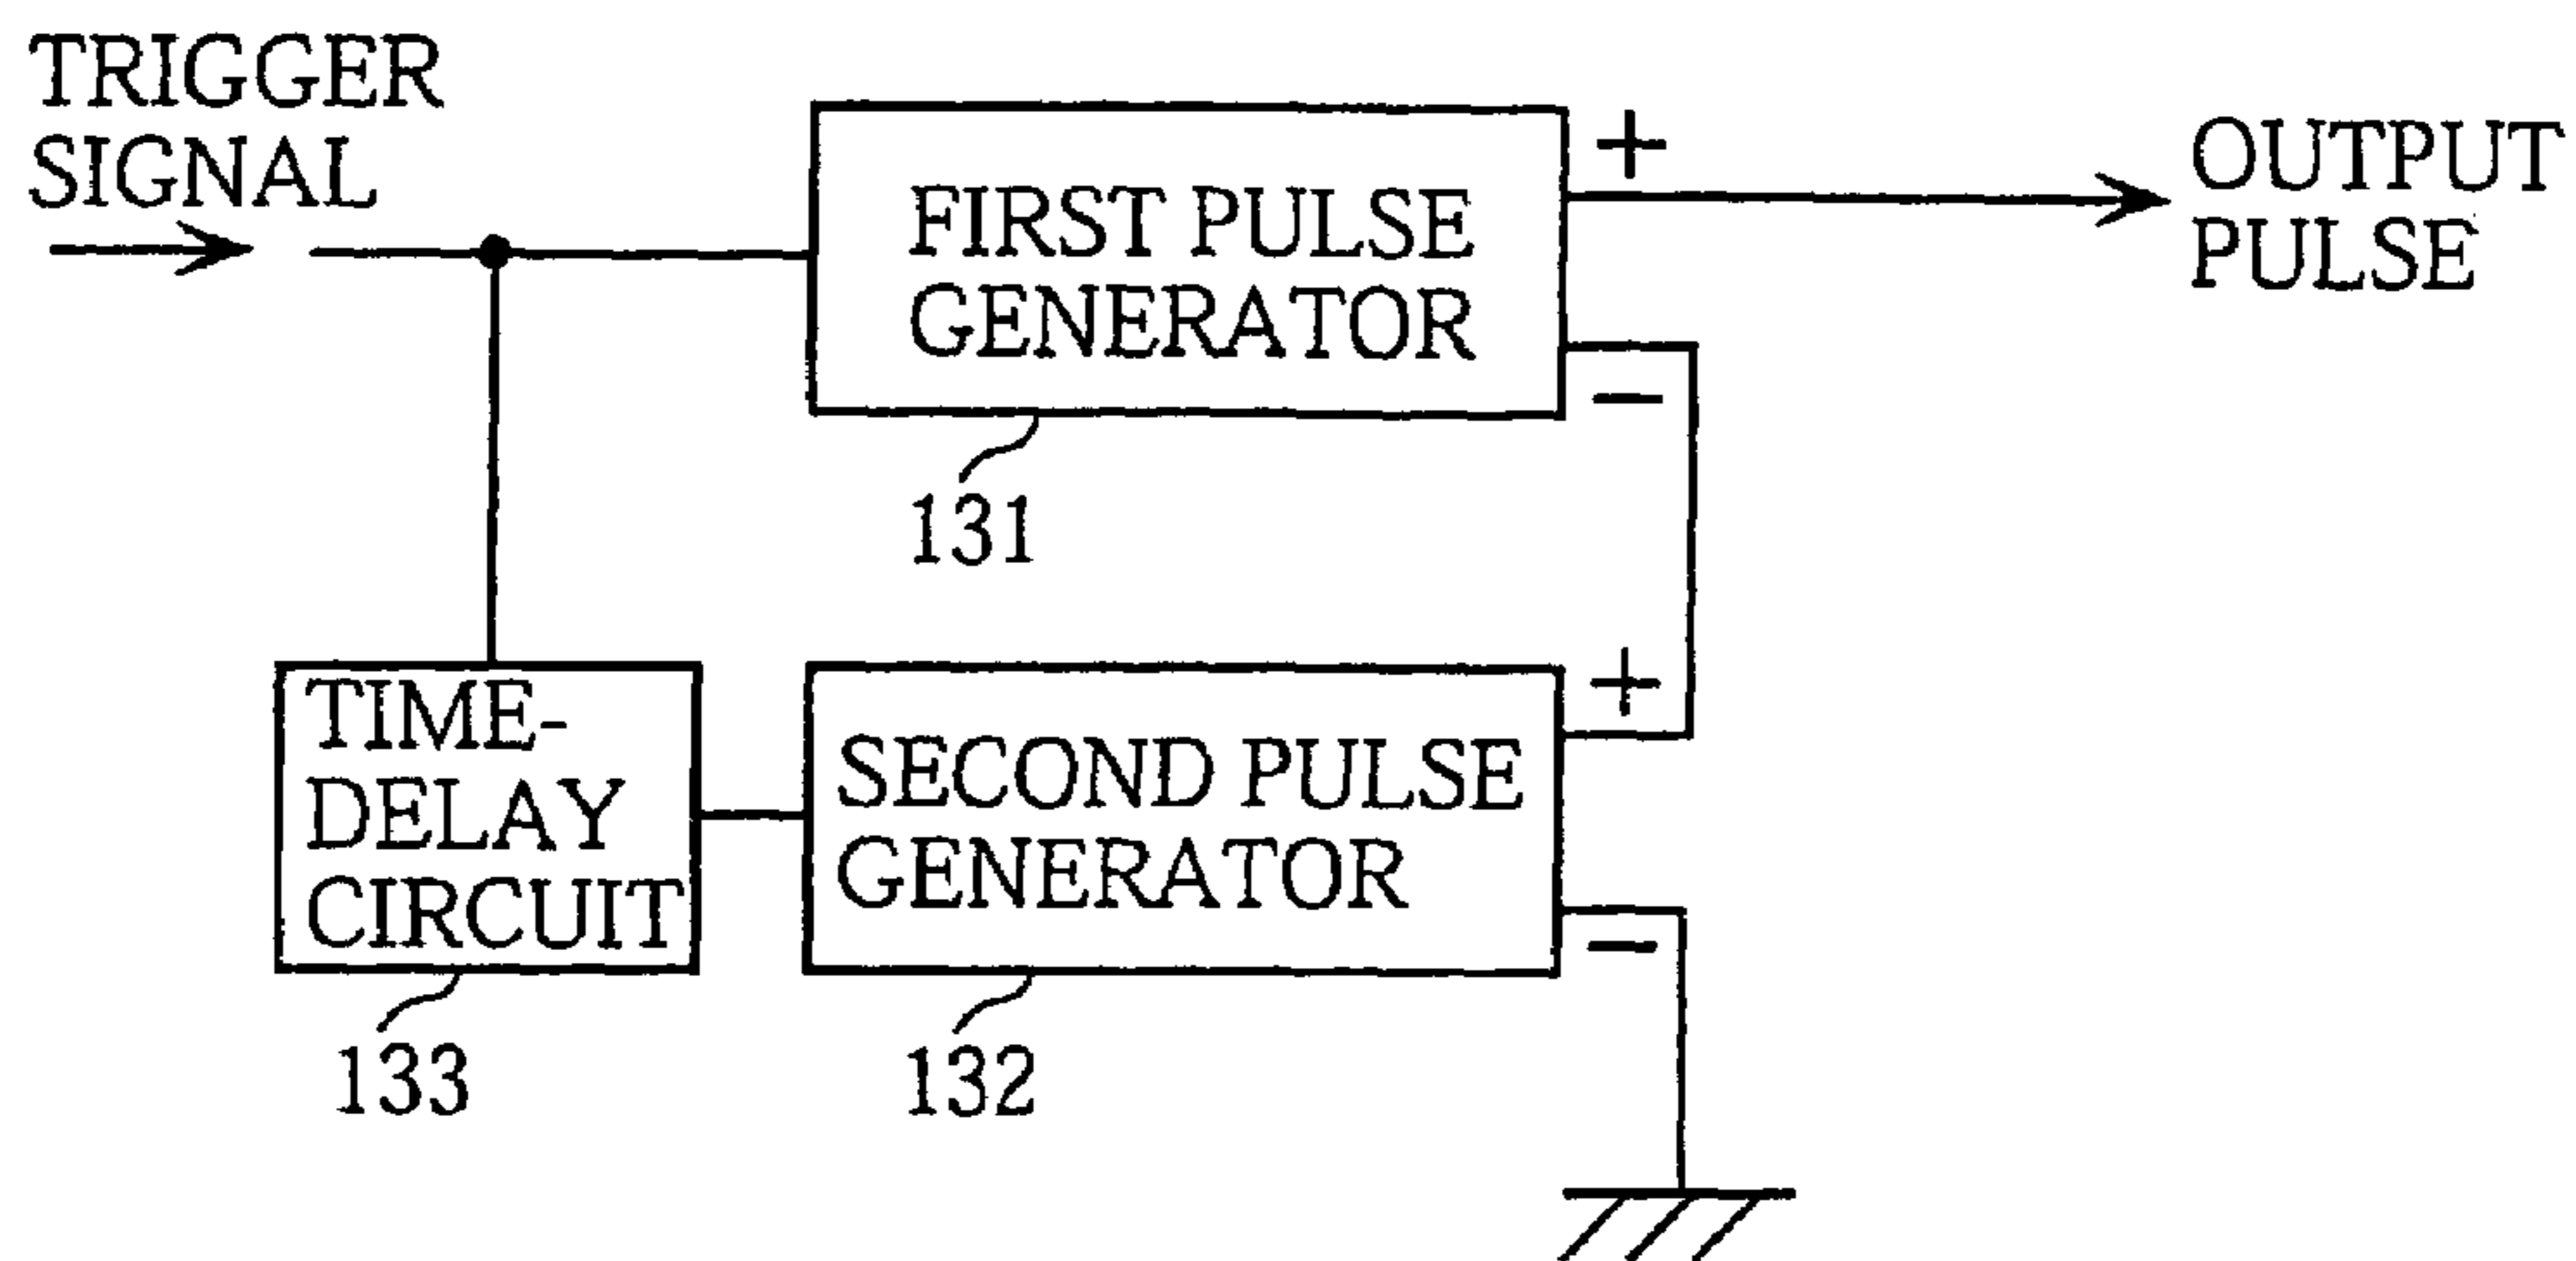 TRIGGER
SIGNAL
FIRST PULSE
GENERATOR
+
−
131
OUTPUT
PULSE
TIME-
DELAY
CIRCUIT
133
SECOND PULSE
GENERATOR
+
−
132